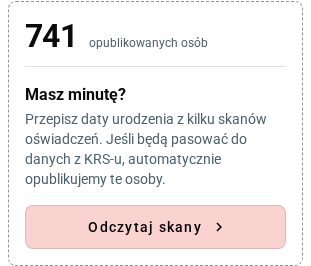 741 opublikowanych osób
Masz minutę?
Przepisz daty urodzenia z kilku skanów
oświadczeń. Jeśli będą pasować do
danych z KRS-u, automatycznie
opublikujemy te osoby.
Odczytaj skany